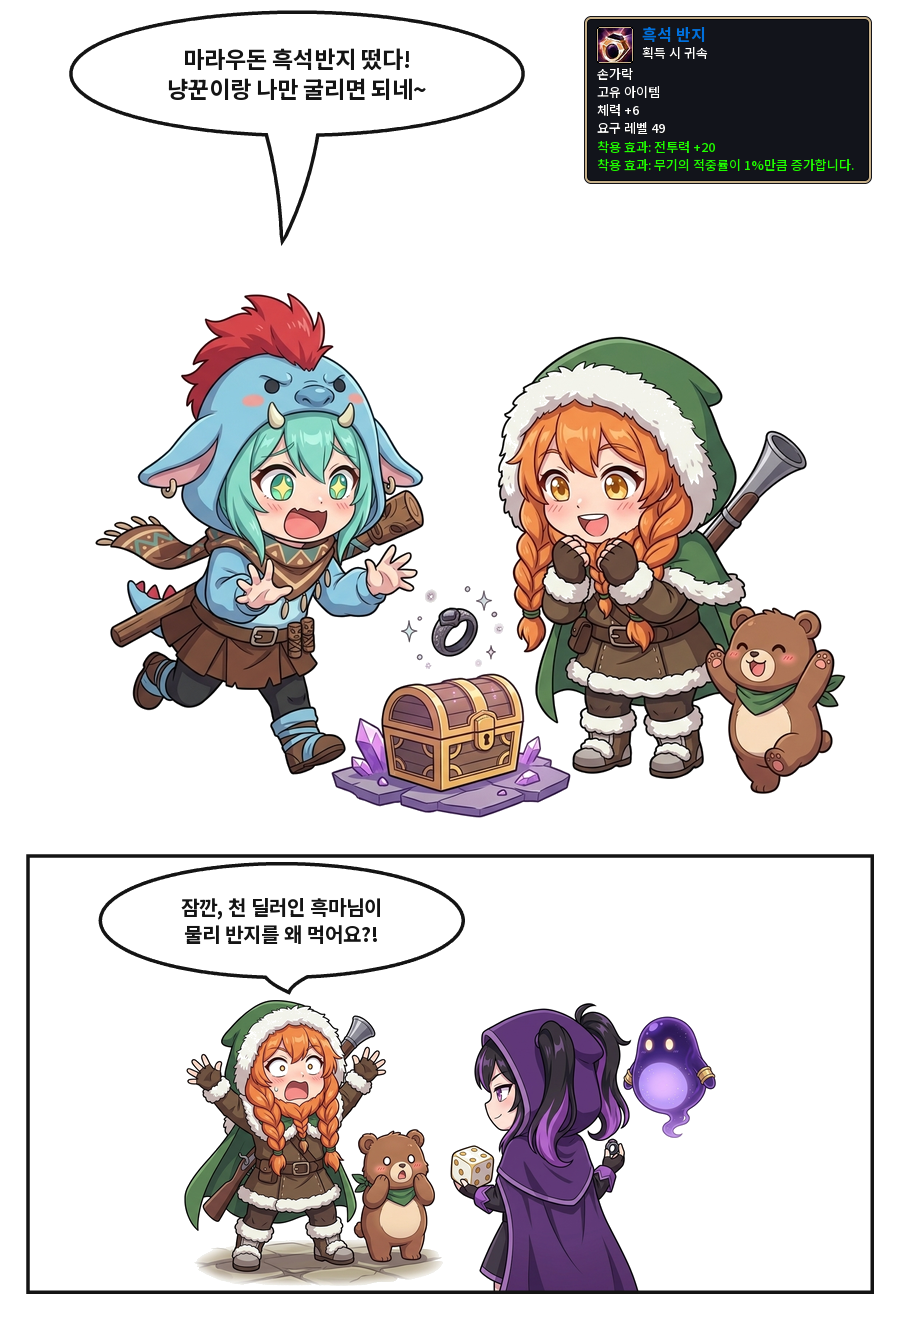 마라우돈 흑석반지 떴다!
냥꾼이랑 나만 굴리면 되네~
흑석 반지
획득 시 귀속
손가락
고유 아이템
체력 +6
요구 레벨 49
착용 효과: 전투력 +20
착용 효과: 무기의 적중률이 1%만큼 증가합니다.
잠깐, 천 딜러인 흑마님이
물리 반지를 왜 먹어요?!